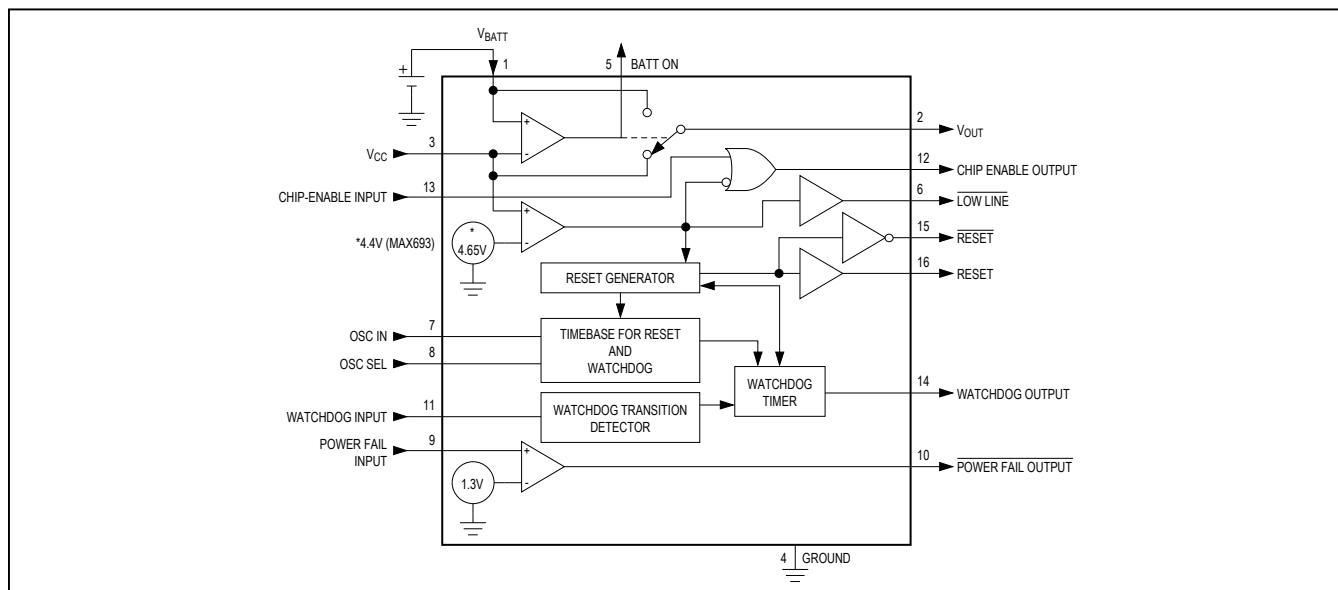 VBATT
1
5 BATT ON
+
+
-
2
VOUT
3
VCC
12
CHIP ENABLE OUTPUT
13
CHIP-ENABLE INPUT
6
LOW LINE
+
-
*
4.65V
*4.4V (MAX693)
15
RESET
16
RESET
RESET GENERATOR
7
OSC IN
8
OSC SEL
TIMEBASE FOR RESET
AND
WATCHDOG
WATCHDOG
TIMER
14
WATCHDOG OUTPUT
11
WATCHDOG INPUT
WATCHDOG TRANSITION
DETECTOR
9
POWER FAIL
INPUT
+
-
1.3V
10
POWER FAIL OUTPUT
4 GROUND